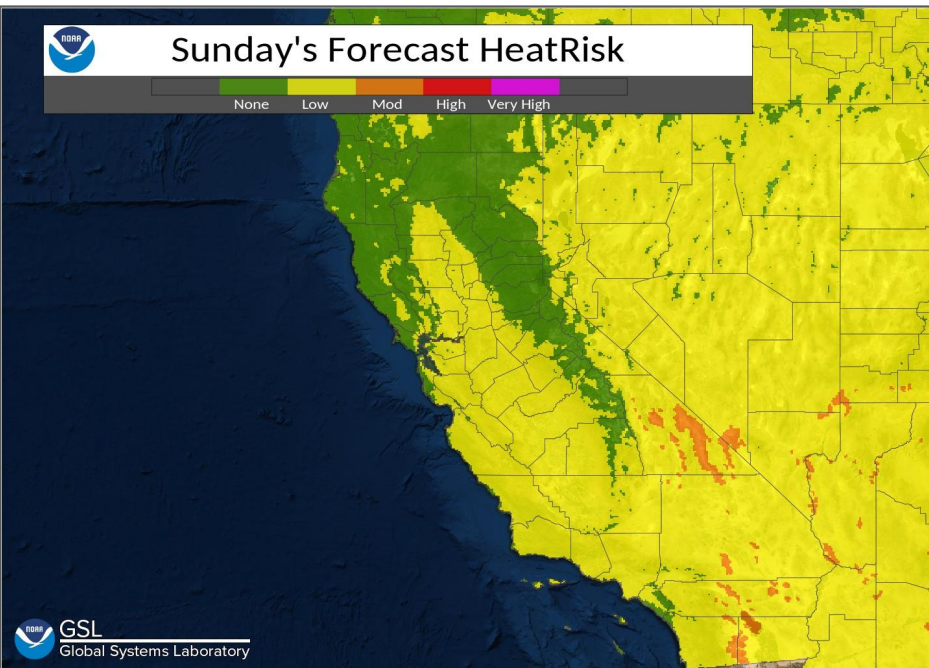 NOAA
Sunday's Forecast HeatRisk
None Low Mod High Very High
NOAA
GSL
Global Systems Laboratory